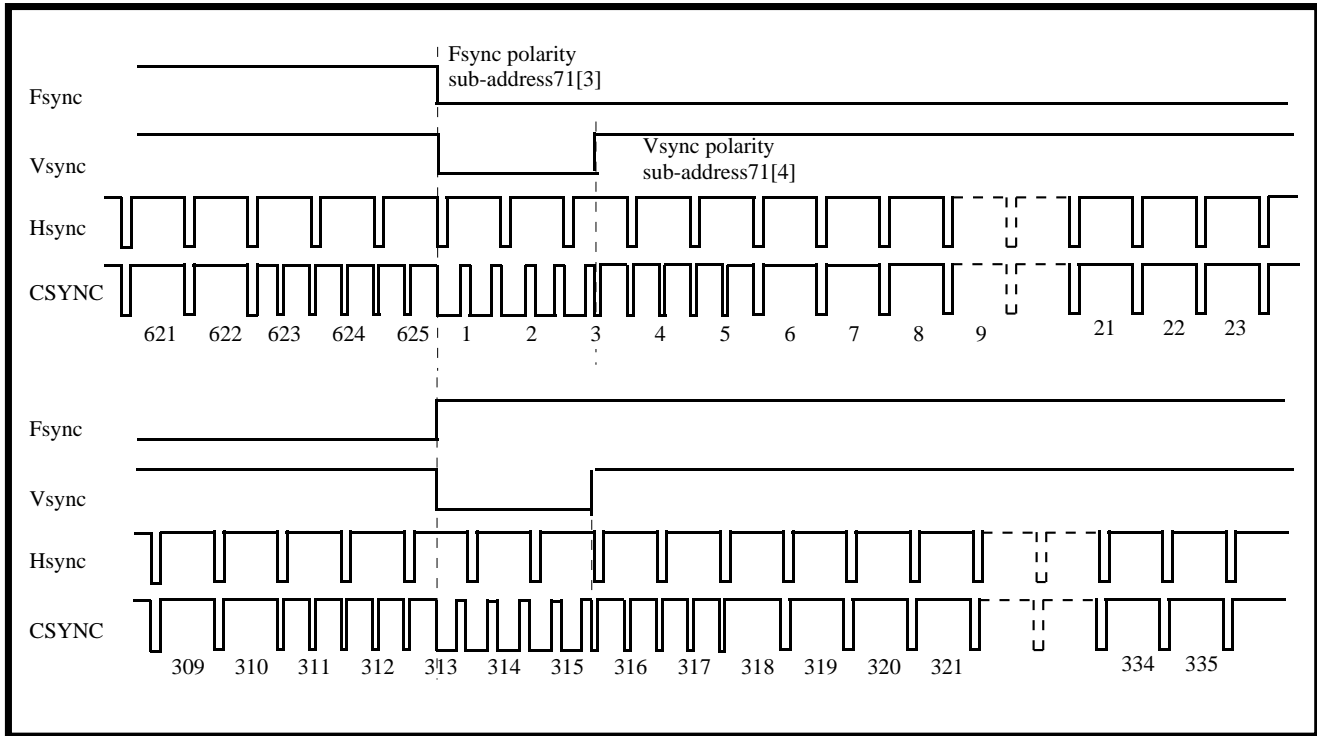 Fsync polarity
sub-address71[3]
Fsync
Vsync
Vsync polarity
sub-address71[4]
Hsync
CSYNC
621 622 623 624 625 1 2 3 4 5 6 7 8 9 21 22 23
Fsync
Vsync
Hsync
CSYNC
309 310 311 312 313 314 315 316 317 318 319 320 321 334 335